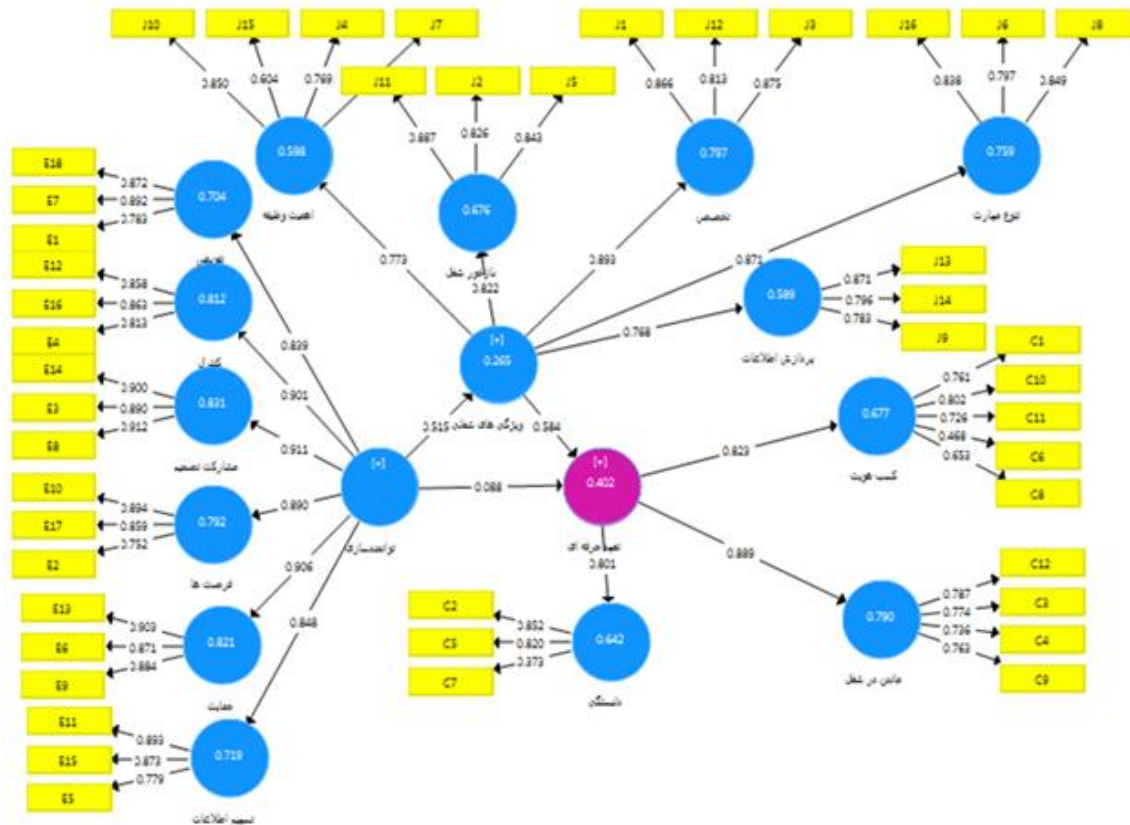 J10
J15
J4
J7
J1
J12
J3
J16
J6
J8
0.850
0.604
0.769
0.866
0.813
0.875
0.838
0.797
0.849
J11
J2
J5
0.887
0.826
0.843
0.598
اهمیت وظیفه
0.676
بازخور شغل
0.797
تخصص
0.759
تنوع مهارت
E18
E7
E1
0.872
0.892
0.783
0.704
تفویض
E12
E16
E4
0.858
0.863
0.813
0.812
کنترل
E14
E3
E8
0.900
0.890
0.912
0.831
مشارکت تصمیم
E10
E17
E2
0.894
0.859
0.752
0.792
فرصت ها
E13
E6
E9
0.903
0.871
0.884
0.821
حمایت
E11
E15
E5
0.893
0.873
0.779
0.719
تسهیم اطلاعات
0.773
0.822
0.893
0.871
0.768
[+]
0.265
ویژگی های شغلی
0.589
پردازش اطلاعات
0.871
0.796
0.783
J13
J14
J9
0.839
0.901
0.911
0.890
0.906
0.848
[+]
توانمندسازی
0.515
0.584
0.088
[+]
0.402
تعهد حرفه ای
0.823
0.889
0.801
0.677
کسب هویت
0.761
0.802
0.726
0.468
0.653
C1
C10
C11
C6
C8
0.790
ماندن در شغل
0.787
0.774
0.736
0.763
C12
C3
C4
C9
0.642
دلبستگی
0.852
0.820
0.373
C2
C5
C7